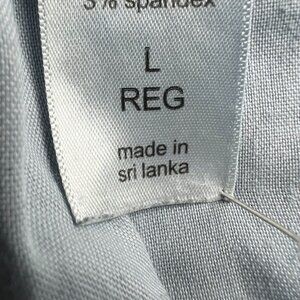 3% spandex
L
REG
made in
sri lanka